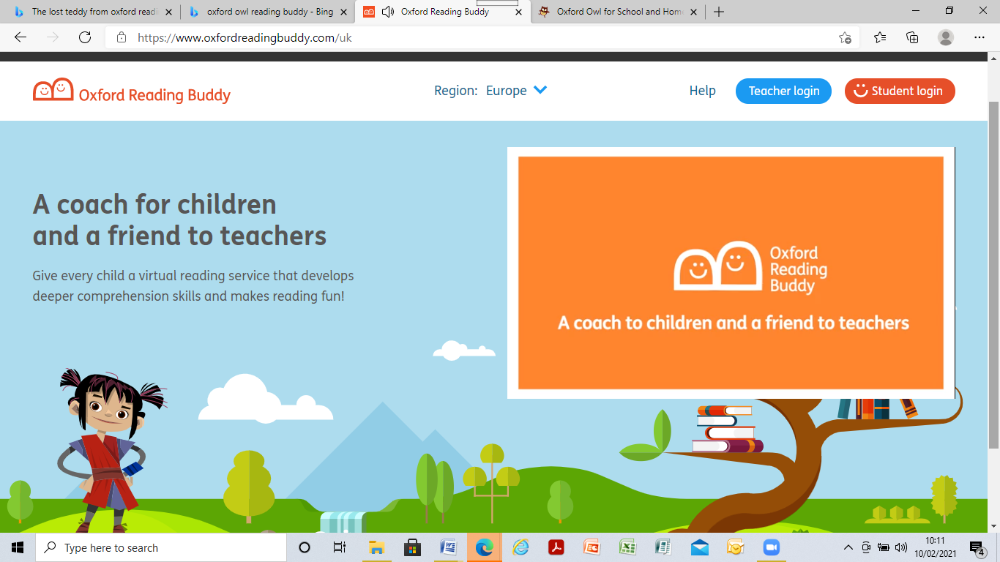 The lost teddy from oxford readi
oxford owl reading buddy - Bing
Oxford Reading Buddy
Oxford Owl for School and Hom
https://www.oxfordreadingbuddy.com/uk
Oxford Reading Buddy
Region: Europe
Help
Teacher login
Student login
A coach for children
and a friend to teachers
Give every child a virtual reading service that develops
deeper comprehension skills and makes reading fun!
Oxford
Reading
Buddy
A coach to children and a friend to teachers
Type here to search
10:11
10/02/2021
4